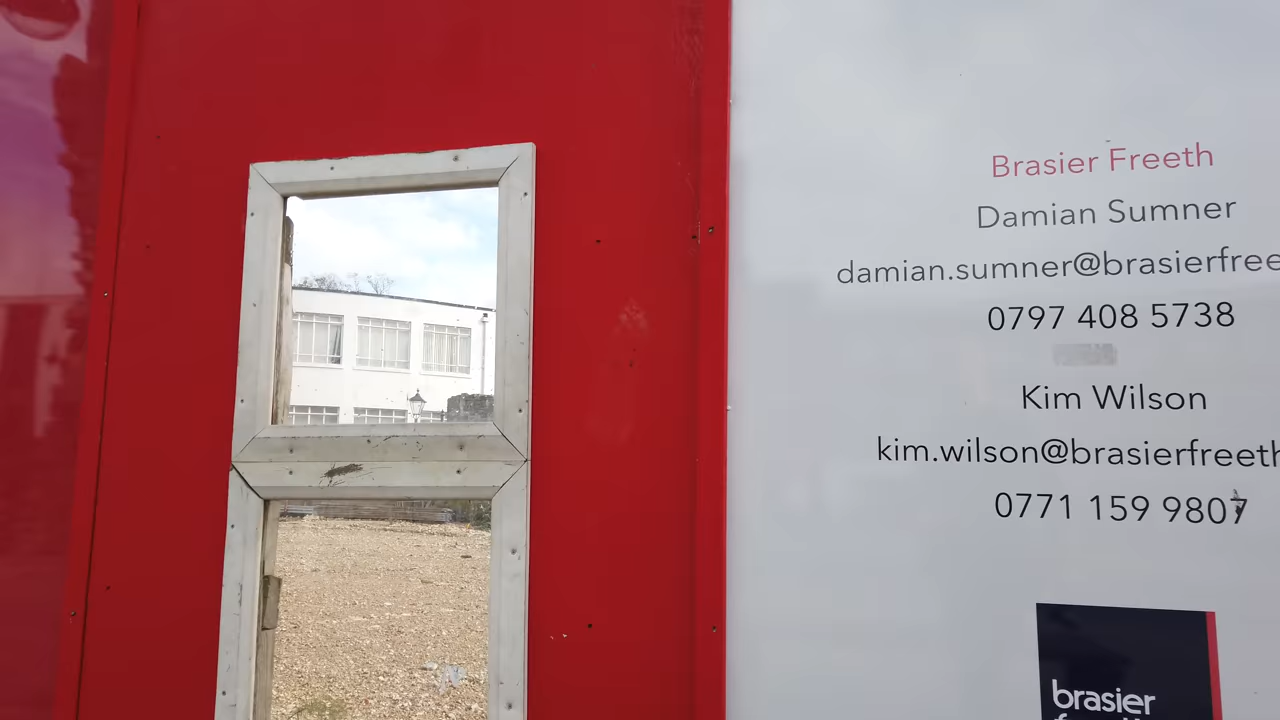 Brasier Freeth
Damian Sumner
damian.sumner@brasierfree
0797 408 5738
Kim Wilson
kim.wilson@brasierfreeth
0771 159 9807
brasier